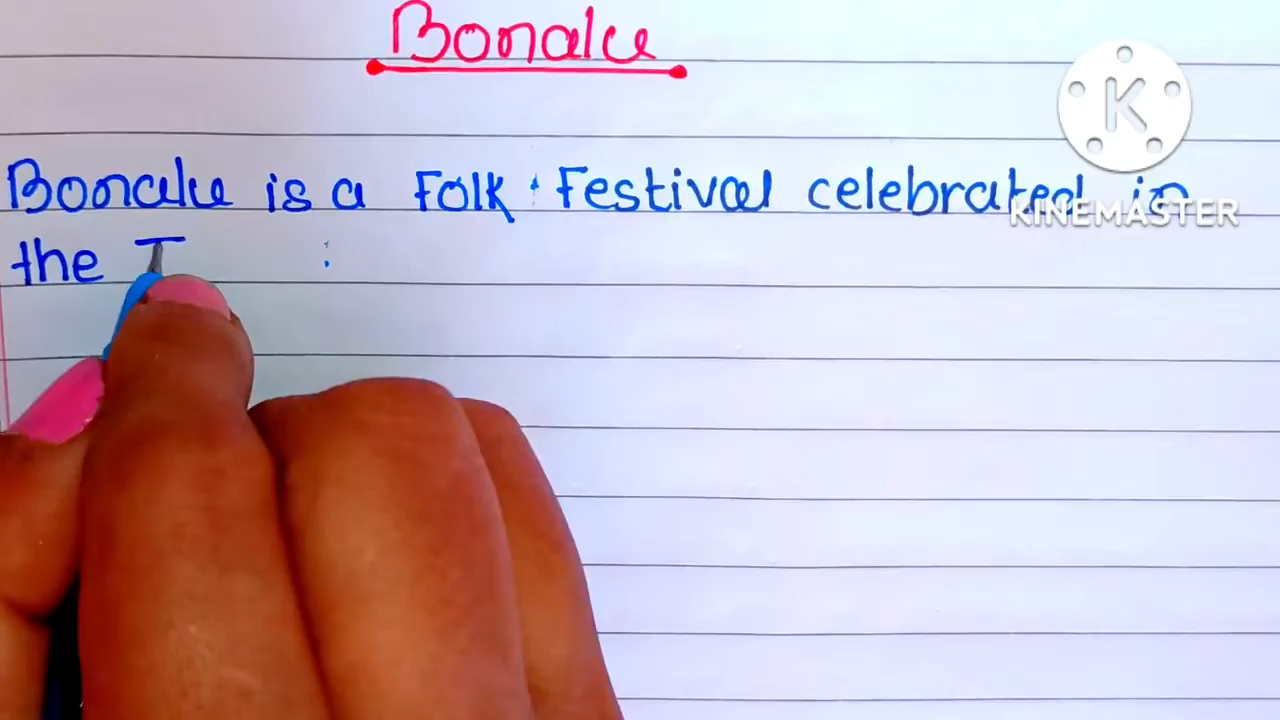 Bonalu
Bonalu is a Folk Festival celebrated in
the T
K
KINEMASTER